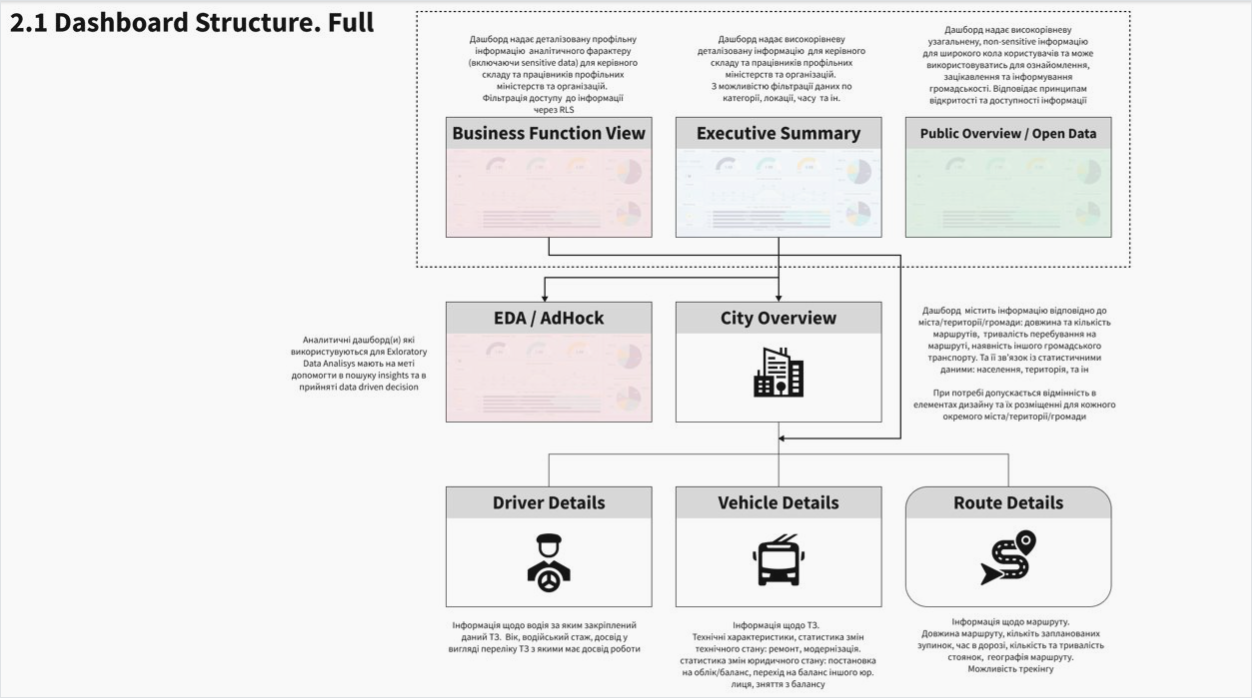 2.1 Dashboard Structure. Full
Дашборд надає деталізовану профільну
інформацію аналітичного фарактеру
(включаючи sensitive data) для керівного
складу та працівників профільних
міністерств та організацій.
Фільтрація доступу до інформації
через RLS
Дашборд надає високорівневу
деталізовану інформацію для керівного
складу та працівників профільних
міністерств та організацій.
З можливістю фільтрації даних по
категорії, локації, часу та ін.
Дашборд надає високорівневу
узагальнену, non-sensitive інформацію
для широкого кола користувачів та може
використовуватись для ознайомлення,
зацікавлення та інформування
громадськості. Відповідає принципам
відкритості та доступності інформації
Business Function View
Executive Summary
Public Overview / Open Data
EDA / AdHock
City Overview
Аналитичні дашборд(и) які
використовуються для Exloratory
Data Analisys мають на меті
допомогти в пошуку insights та в
прийняті data driven decision
Дашборд містить інформацію відповідно до
міста/території/громади: довжина та кількість
маршрутів, тривалість перебування на
маршруті, наявність іншого громадського
транспорту. Та її зв'язок із статистичними
даними: населення, територія, та ін
При потребі допускається відмінність в
елементах дизайну та їх розміщенні для кожного
окремого міста/території/громади
Driver Details
Vehicle Details
Route Details
Інформація щодо водія за яким закріплений
даний ТЗ. Вік, водійський стаж, досвід у
вигляді переліку ТЗ з якими має досвід роботи
Інформація щодо ТЗ.
Технічні характеристики, статистика змін
технічного стану: ремонт, модернізація.
статистика змін юридичного стану: постановка
на облік/баланс, перехід на баланс іншого юр.
лиця, зняття з балансу
Інформація щодо маршруту.
Довжина маршруту, кількіть запланованих
зупинок, час в дорозі, кількість та тривалість
стоянок, географія маршруту.
Можливість трекінгу